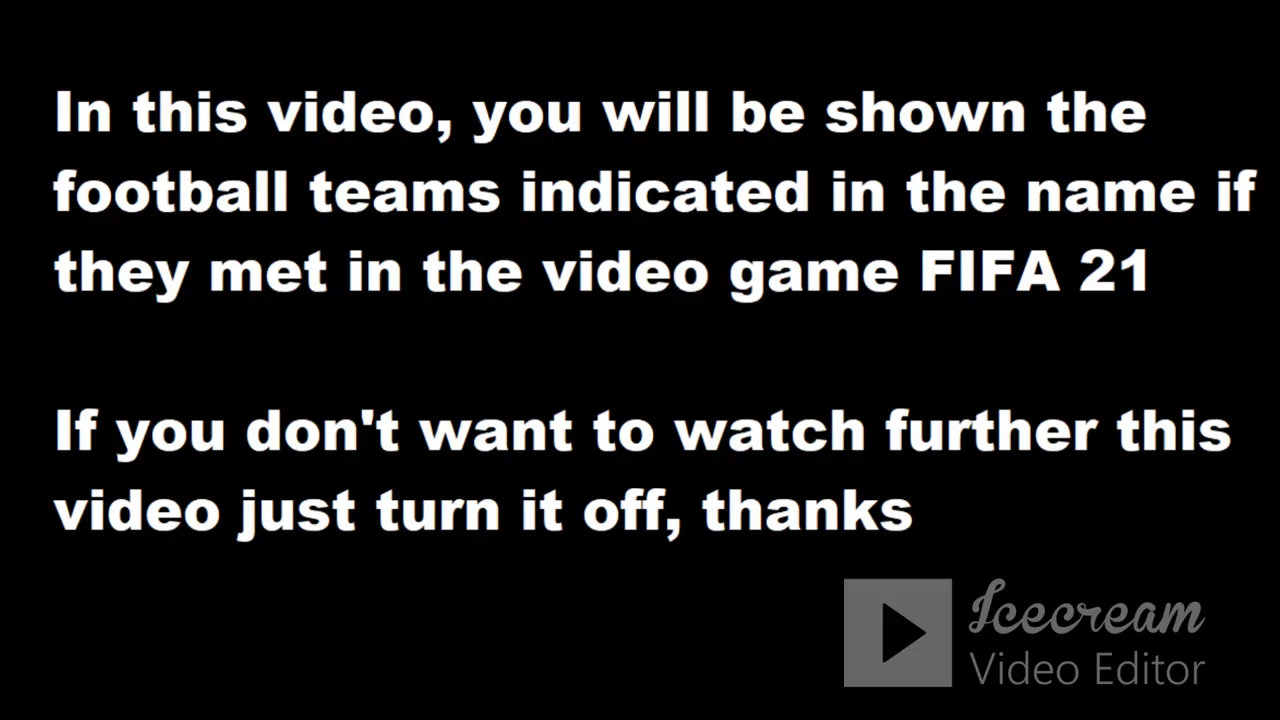 In this video, you will be shown the
football teams indicated in the name if
they met in the video game FIFA 21
If you don't want to watch further this
video just turn it off, thanks
Icecream
Video Editor